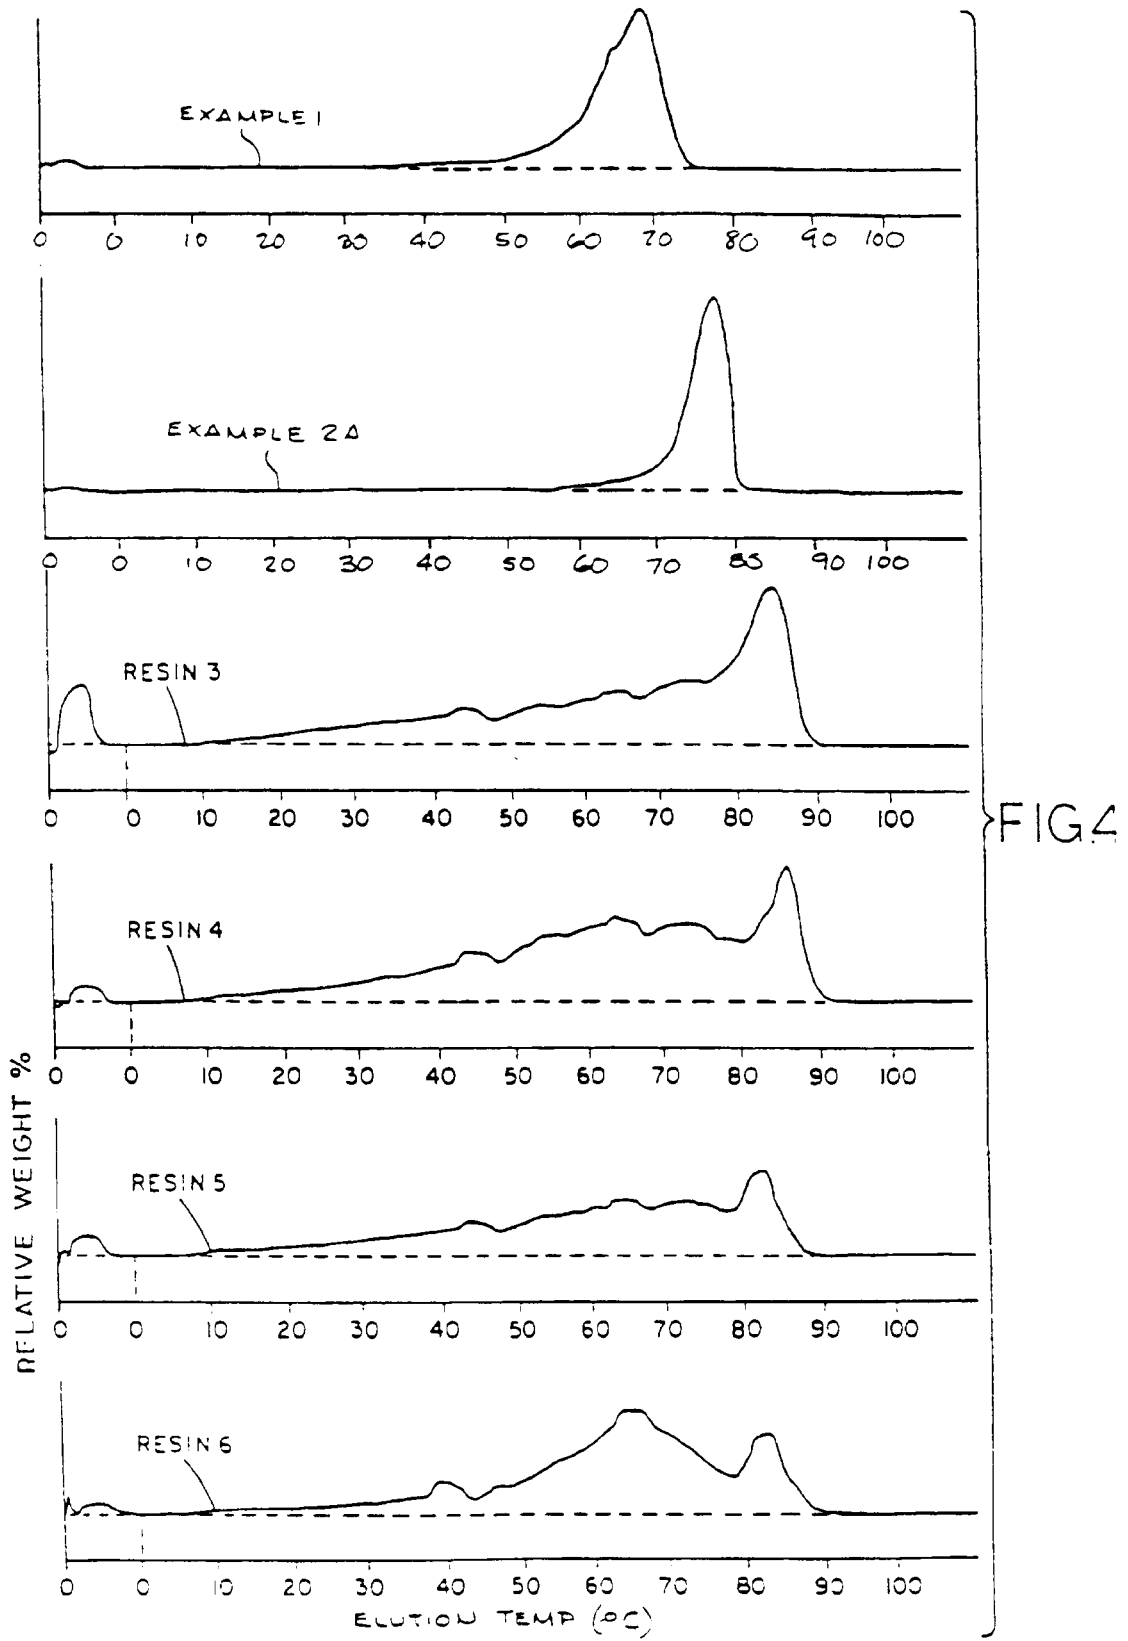 EXAMPLE 1
0 0 10 20 30 40 50 60 70 80 90 100
EXAMPLE 2A
0 0 10 20 30 40 50 60 70 85 90 100
RESIN 3
0 0 10 20 30 40 50 60 70 80 90 100
FIG 4
RESIN 4
0 0 10 20 30 40 50 60 70 80 90 100
RESIN 5
0 0 10 20 30 40 50 60 70 80 90 100
RESIN 6
0 0 10 20 30 40 50 60 70 80 90 100
RELATIVE WEIGHT %
ELUTION TEMP (°C)